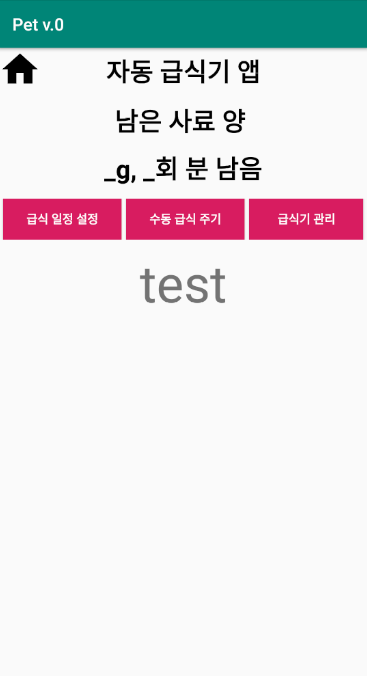 Pet v.0
자동 급식기 앱
남은 사료 양
_g, _회 분 남음
급식 일정 설정 수동 급식 주기 급식기 관리
test